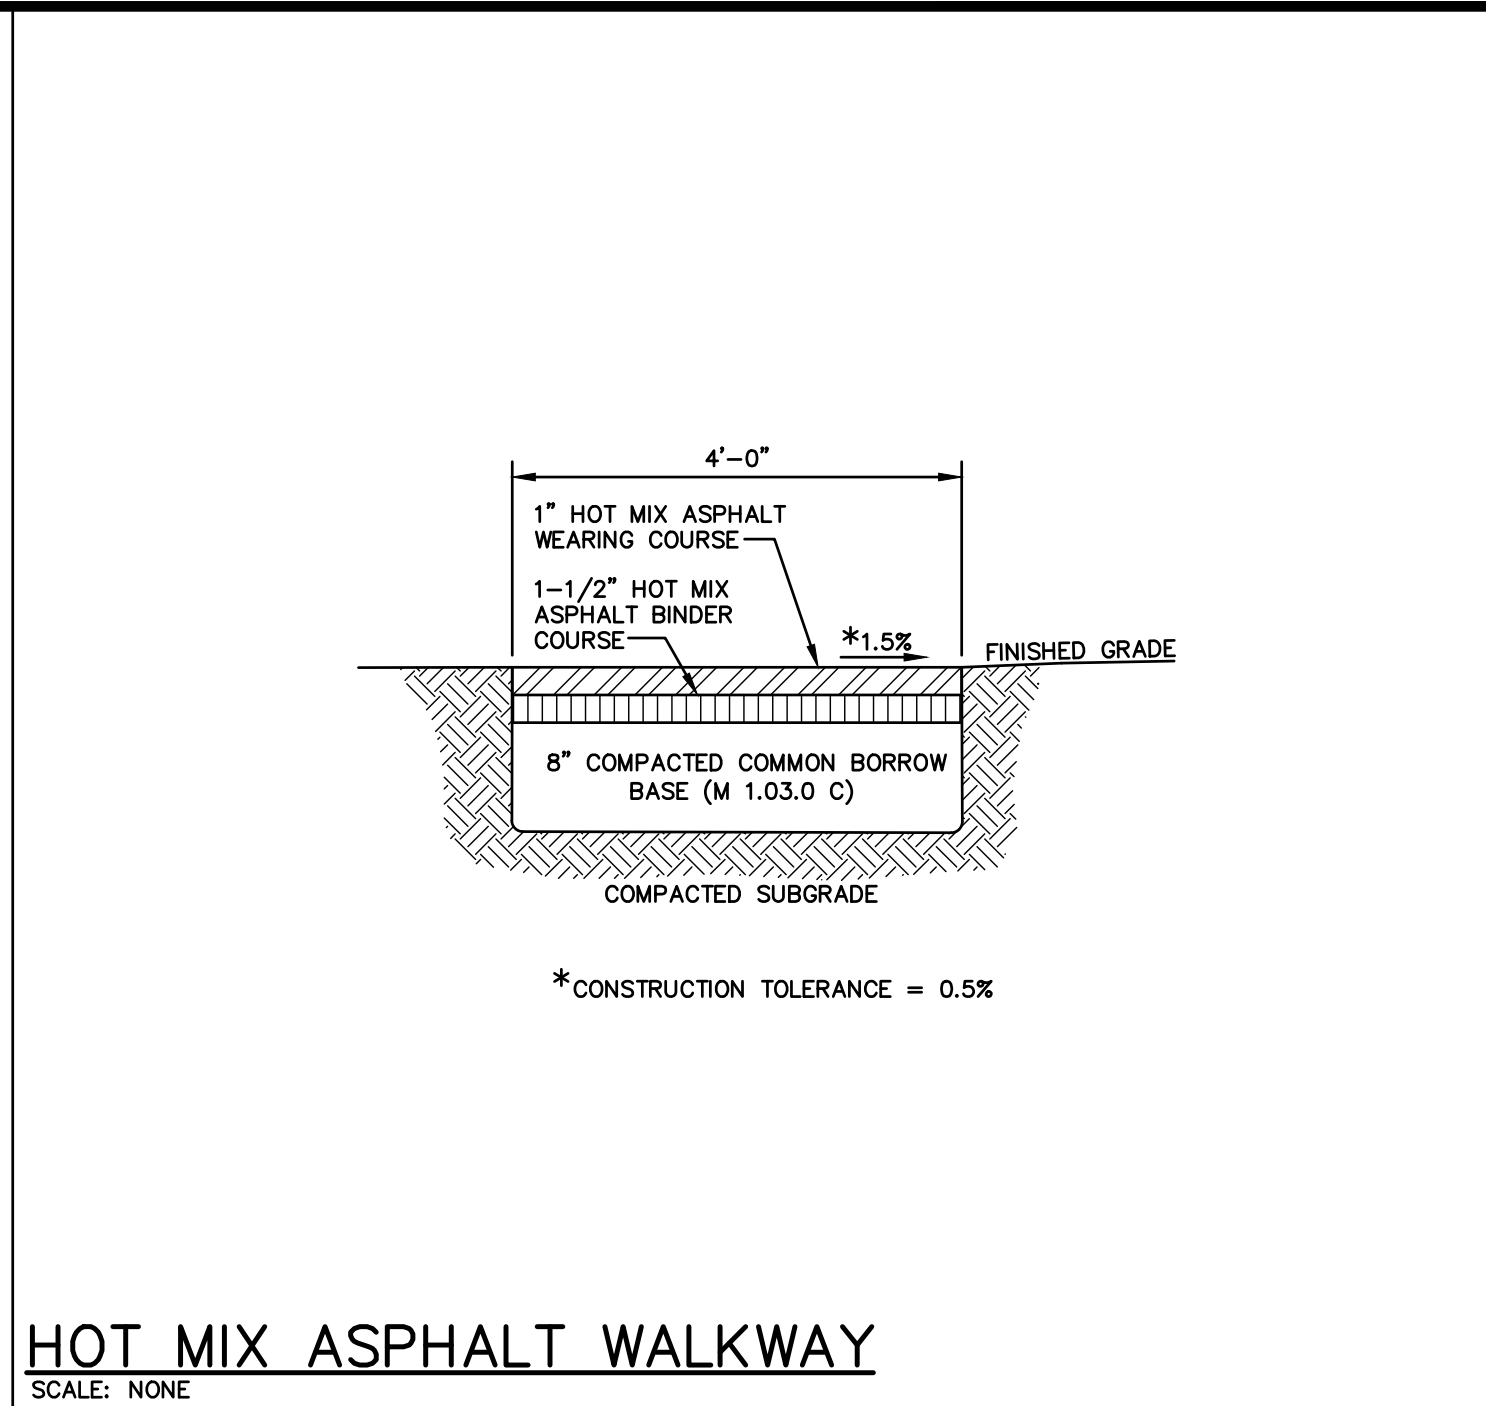 4'-0"
1" HOT MIX ASPHALT
WEARING COURSE
1-1/2" HOT MIX
ASPHALT BINDER
COURSE
*1.5%
FINISHED GRADE
8" COMPACTED COMMON BORROW
BASE (M 1.03.0 C)
COMPACTED SUBGRADE
*CONSTRUCTION TOLERANCE = 0.5%
HOT MIX ASPHALT WALKWAY
SCALE: NONE